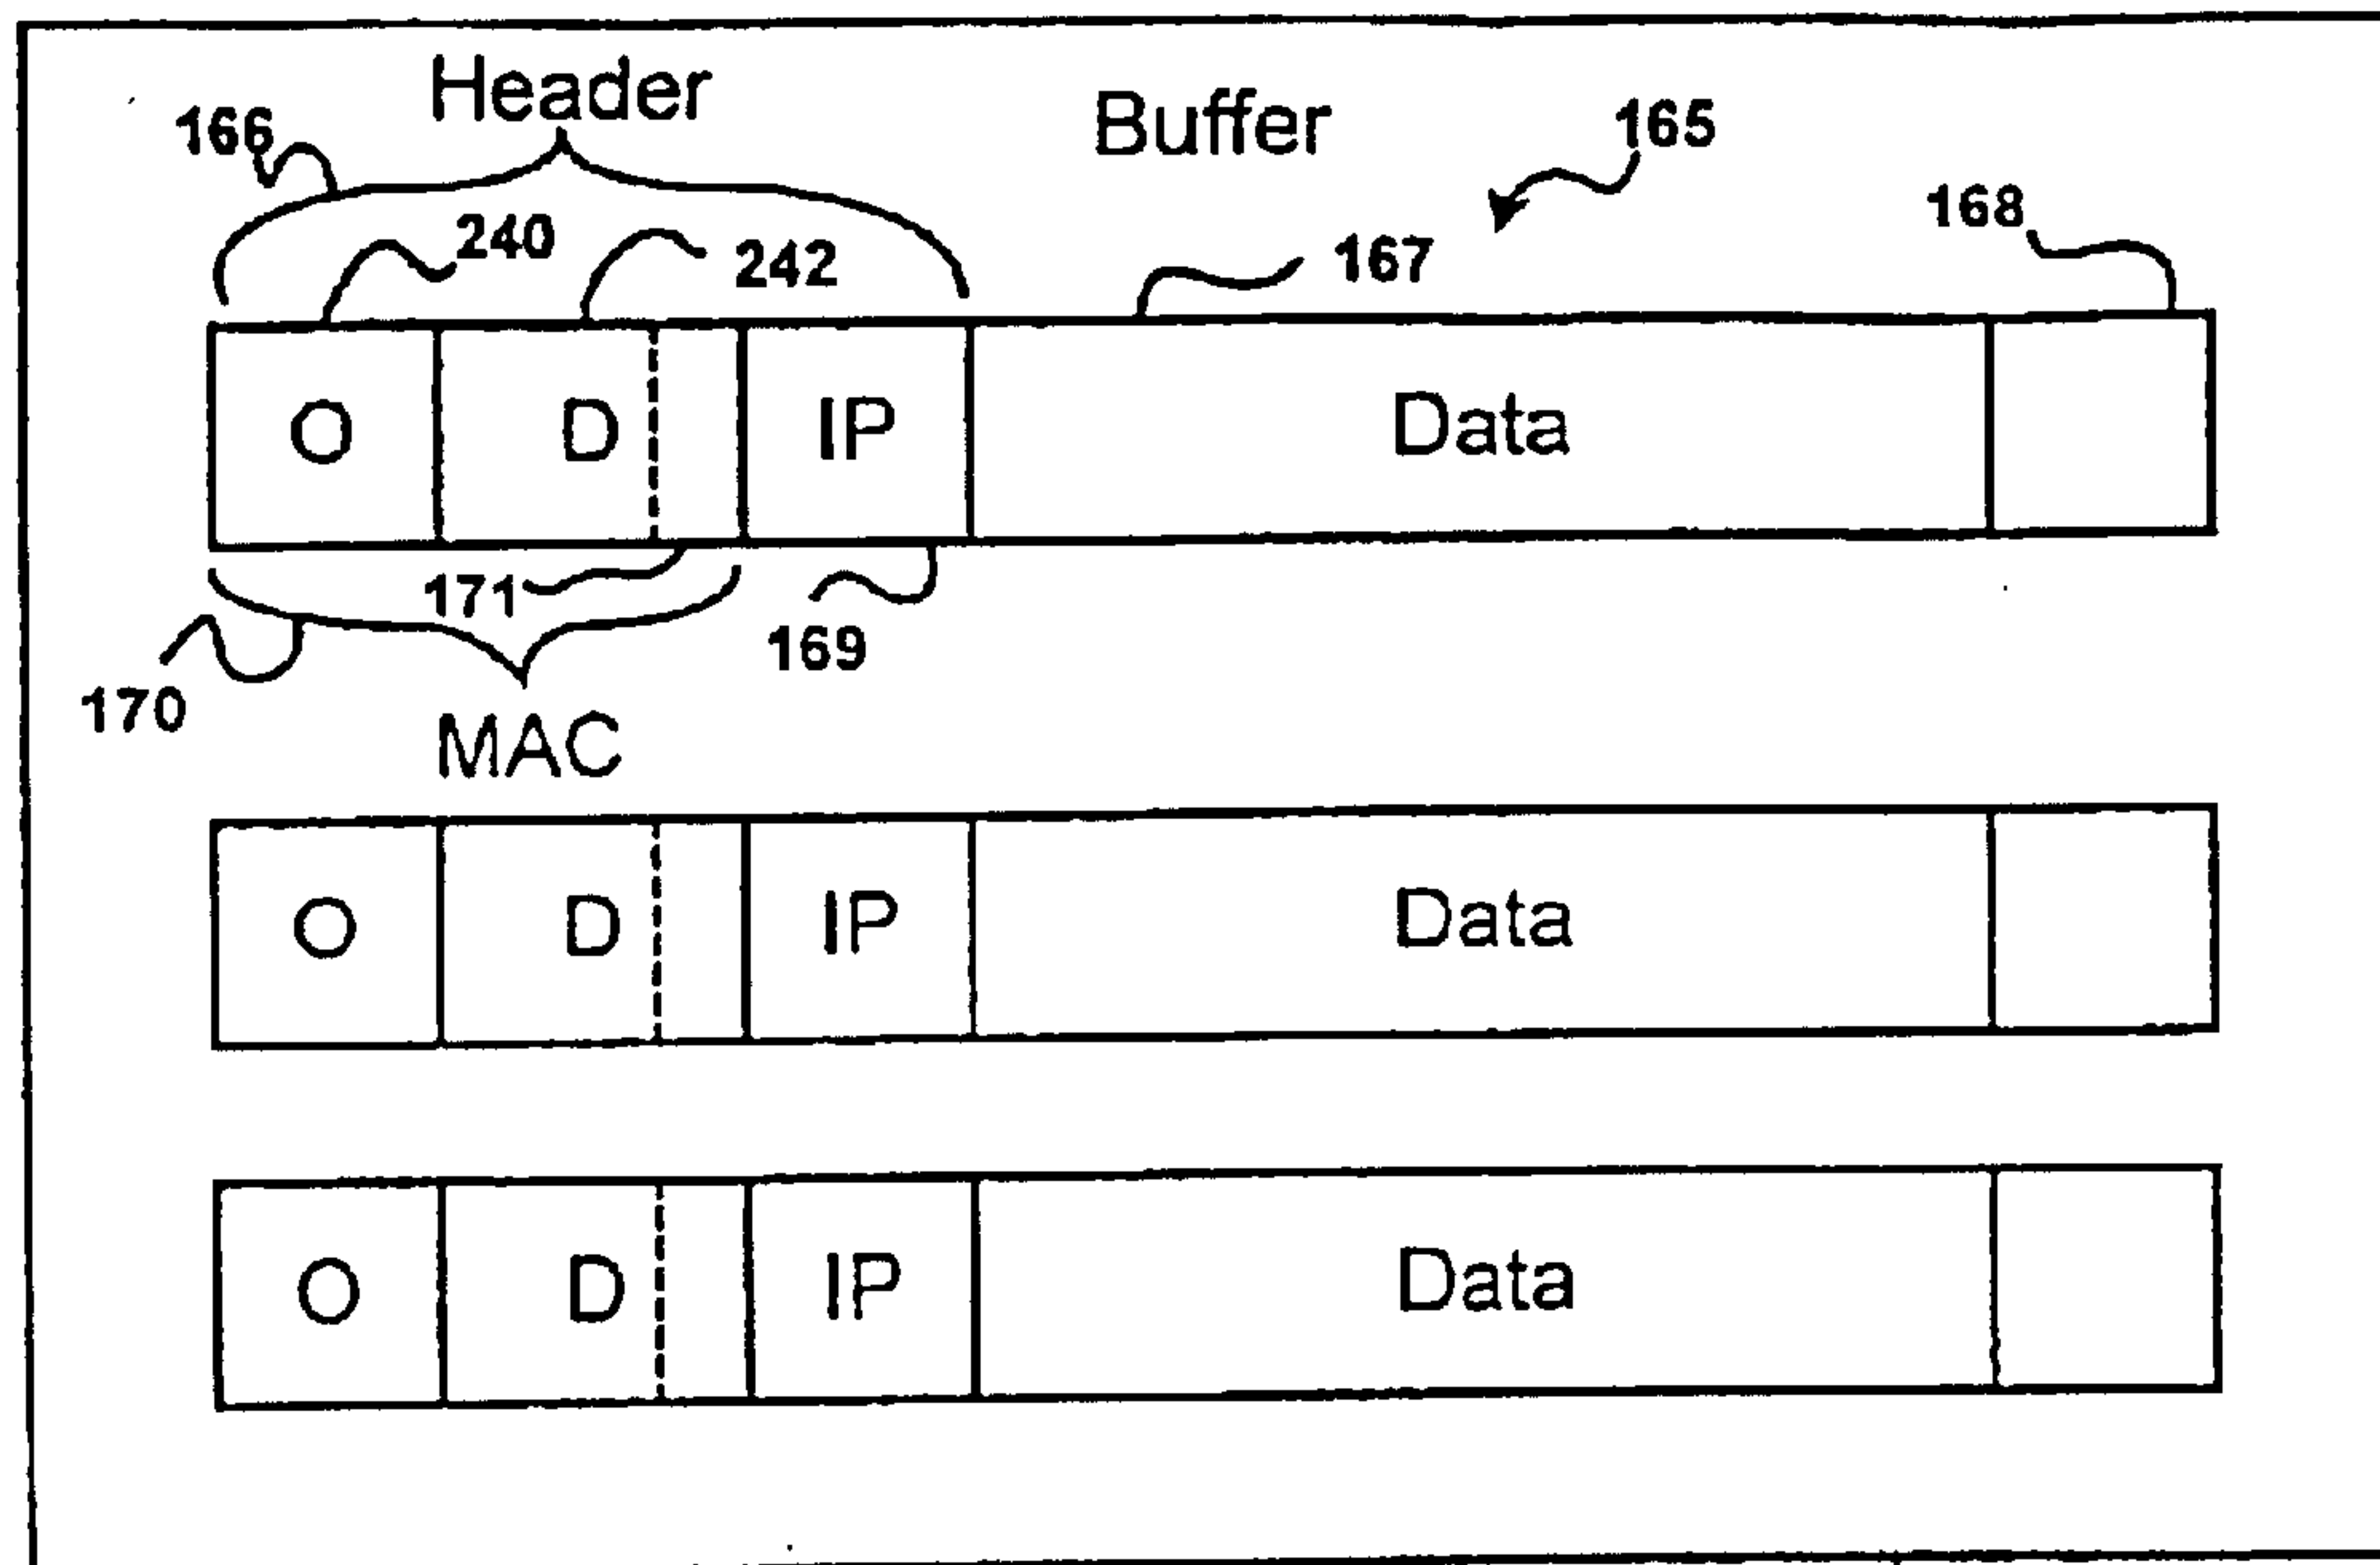 Header
Buffer
166
165
168
240
242
167
O D IP Data
171
169
170
MAC
O D IP Data
O D IP Data